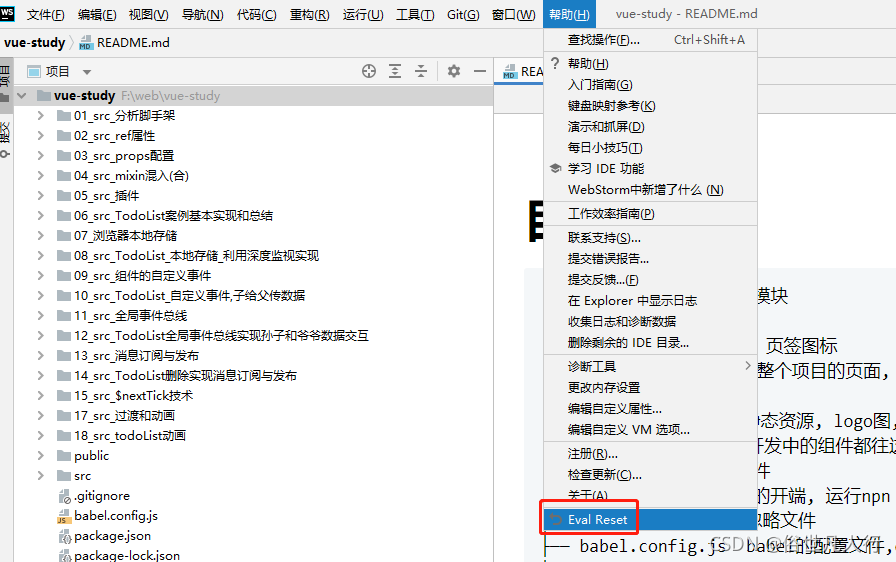 WS 文件(F) 编辑(E) 视图(V) 导航(N) 代码(C) 重构(R) 运行(U) 工具(T) Git(G) 窗口(W) 帮助(H) vue-study - README.md
vue-study README.md
项目
提交
项目
vue-study F:\web\vue-study
01_src_分析脚手架
02_src_ref属性
03_src_props配置
04_src_mixin混入(合)
05_src_插件
06_src_TodoList案例基本实现和总结
07_浏览器本地存储
08_src_TodoList_本地存储_利用深度监视实现
09_src_组件的自定义事件
10_src_TodoList_自定义事件,子给父传数据
11_src_全局事件总线
12_src_TodoList全局事件总线实现孙子和爷爷数据交互
13_src_消息订阅与发布
14_src_TodoList删除实现消息订阅与发布
15_src_$nextTick技术
17_src_过渡和动画
18_src_todoList动画
public
src
.gitignore
babel.config.js
package.json
package-lock.json
REA
查找操作(F)... Ctrl+Shift+A
帮助(H)
入门指南(G)
键盘映射参考(K)
演示和抓屏(D)
每日小技巧(T)
学习 IDE 功能
WebStorm中新增了什么 (N)
工作效率指南(P)
联系支持(S)...
提交错误报告...
提交反馈...(F)
在 Explorer 中显示日志
收集日志和诊断数据
删除剩余的 IDE 目录...
诊断工具
更改内存设置
编辑自定义属性...
编辑自定义 VM 选项...
注册(R)...
检查更新(C)...
关于(A)
Eval Reset
模块
页签图标
整个项目的页面，
态资源, logo图,
开发中的组件都往这
件
的开端, 运行npn
忽略文件
├── babel.config.js babel的配置文件,